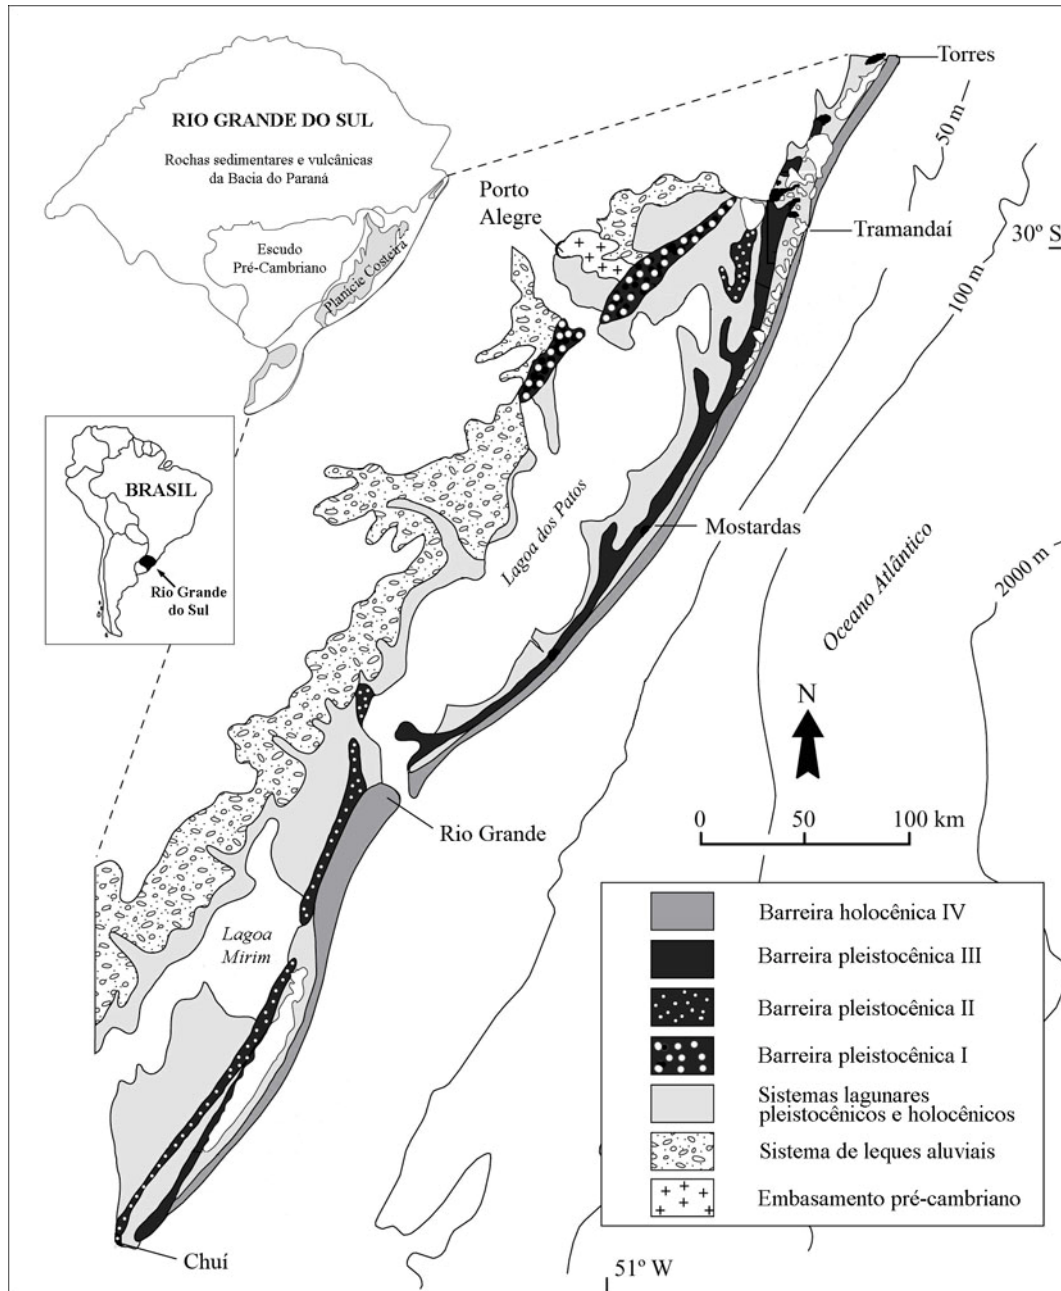 RIO GRANDE DO SUL
Rochas sedimentares e vulcânicas
da Bacia do Paraná
Escudo
Pré-Cambriano
Planície Costeira
BRASIL
Rio Grande
do Sul
Torres
50 m
Porto
Alegre
Tramandaí
30º S
100 m
Lagoa dos Patos
Mostardas
Oceano Atlântico
2000 m
N
0 50 100 km
Rio Grande
Lagoa
Mirim
Chuí
51º W
Barreira holocênica IV
Barreira pleistocênica III
Barreira pleistocênica II
Barreira pleistocênica I
Sistemas lagunares
pleistocênicos e holocênicos
Sistema de leques aluviais
Embasamento pré-cambriano